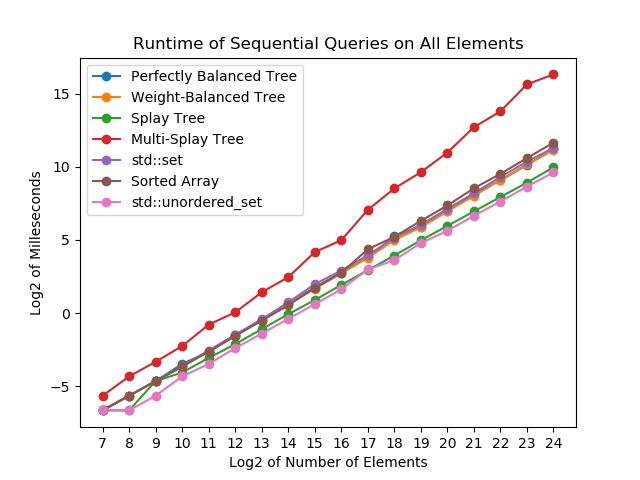 Runtime of Sequential Queries on All Elements
Perfectly Balanced Tree
Weight-Balanced Tree
Splay Tree
Multi-Splay Tree
std::set
Sorted Array
std::unordered_set
Log2 of Milleseconds
15
10
5
0
−5
7 8 9 10 11 12 13 14 15 16 17 18 19 20 21 22 23 24
Log2 of Number of Elements